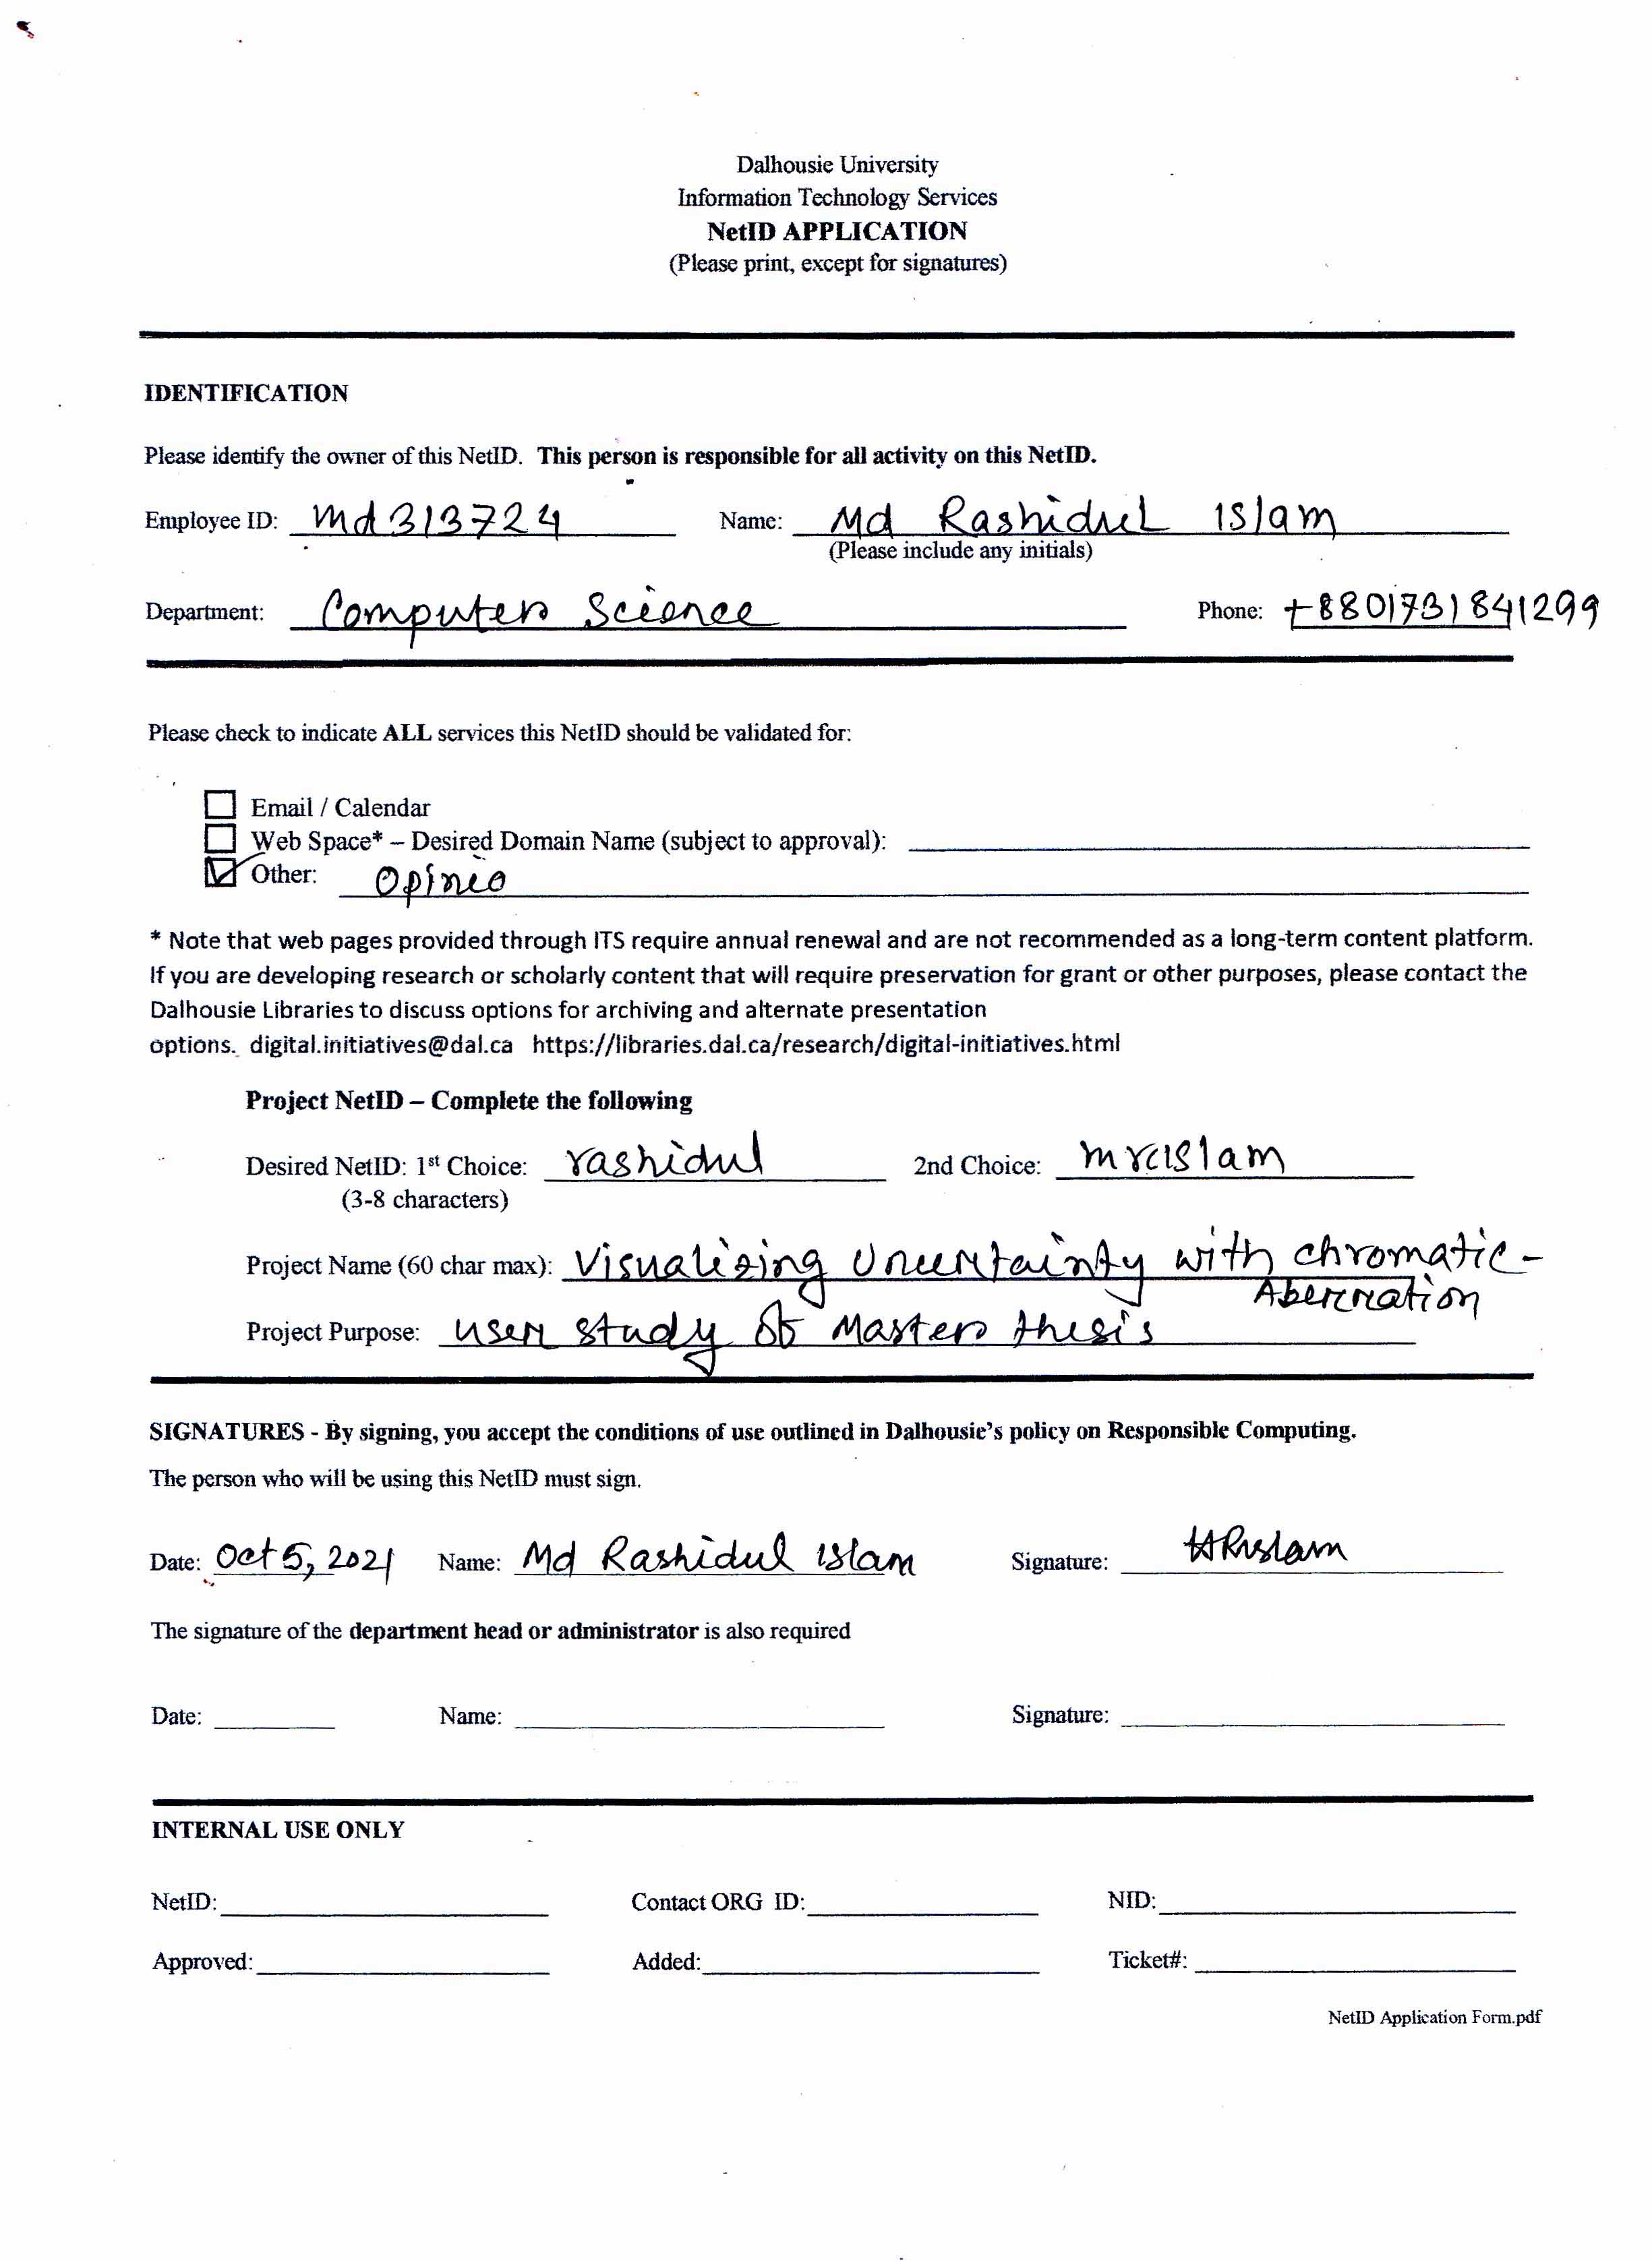 Dalhousie University
Information Technology Services
NetID APPLICATION
(Please print, except for signatures)
IDENTIFICATION
Please identify the owner of this NetID. This person is responsible for all activity on this NetID.
Employee ID: md313724 Name: Md Rashidul Islam
(Please include any initials)
Department: Computer Science Phone: +8801731841299
Please check to indicate ALL services this NetID should be validated for:
Email / Calendar
Web Space* – Desired Domain Name (subject to approval):
Other: Opinio
* Note that web pages provided through ITS require annual renewal and are not recommended as a long-term content platform.
If you are developing research or scholarly content that will require preservation for grant or other purposes, please contact the
Dalhousie Libraries to discuss options for archiving and alternate presentation
options. digital.initiatives@dal.ca https://libraries.dal.ca/research/digital-initiatives.html
Project NetID – Complete the following
Desired NetID: 1st Choice: rashidul 2nd Choice:
(3-8 characters)
Project Name (60 char max): Visualizing Uncertainty with chromatic-
Aberration
Project Purpose: user study of Master thesis
SIGNATURES - By signing, you accept the conditions of use outlined in Dalhousie's policy on Responsible Computing.
The person who will be using this NetID must sign.
Date: Oct 5, 2021 Name: Md Rashidul Islam Signature:
The signature of the department head or administrator is also required
Date: Name: Signature:
INTERNAL USE ONLY
NetID: Contact ORG ID: NID:
Approved: Added: Ticket#:
NetID Application Form.pdf